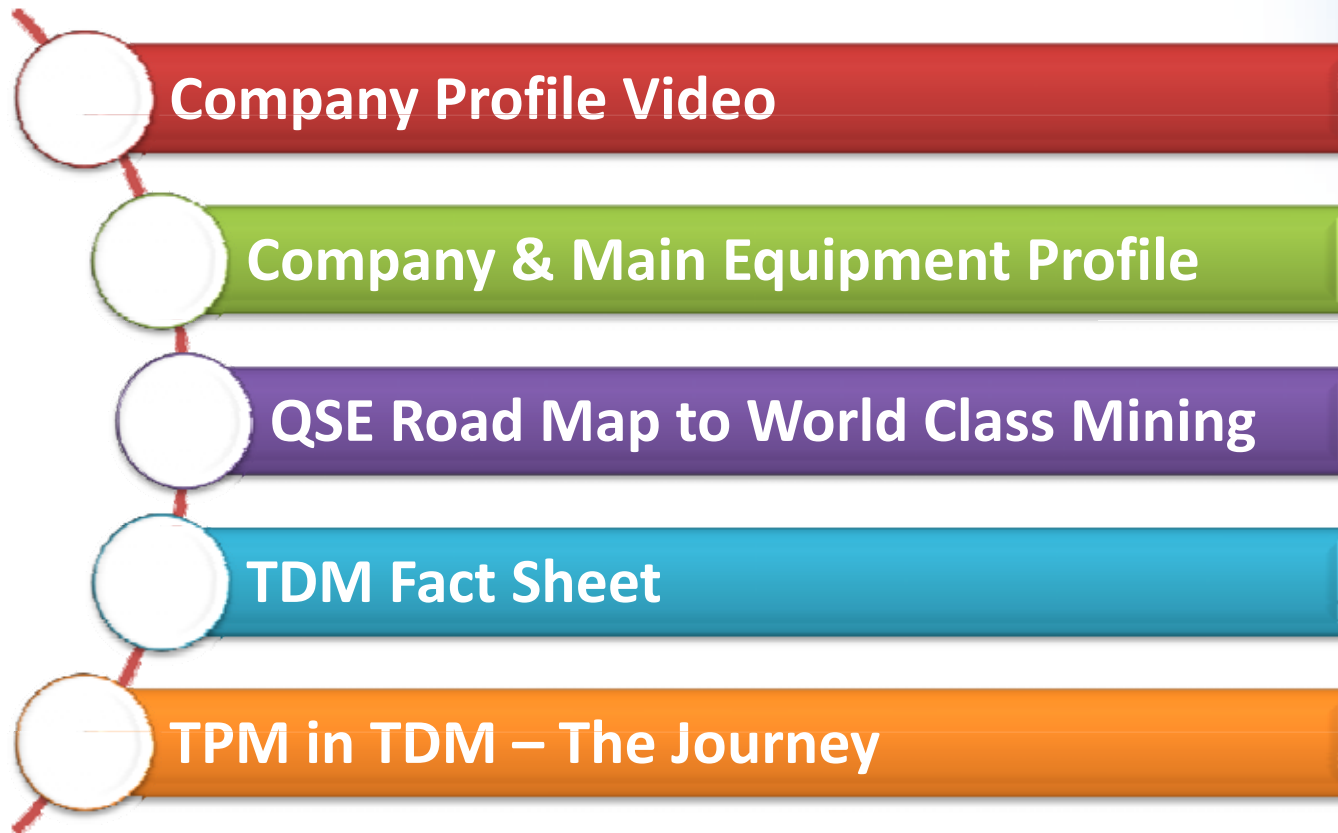 Company Profile Video
Company & Main Equipment Profile
QSE Road Map to World Class Mining
TDM Fact Sheet
TPM in TDM – The Journey